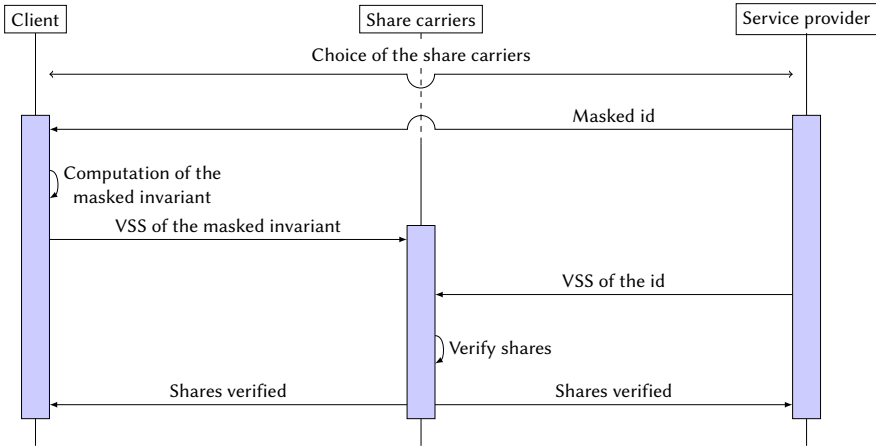 Client
Share carriers
Service provider
Choice of the share carriers
Masked id
Computation of the
masked invariant
VSS of the masked invariant
VSS of the id
Verify shares
Shares verified
Shares verified